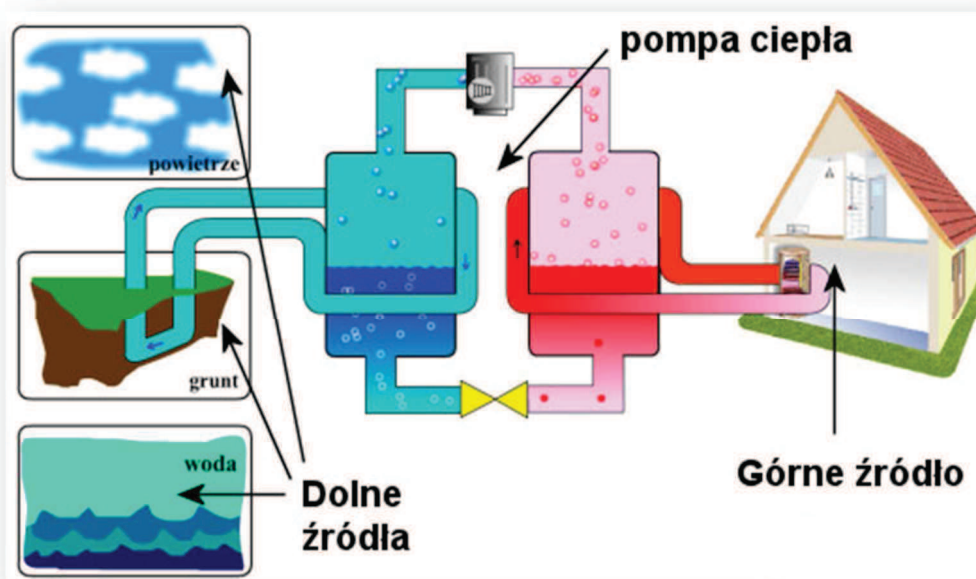 pompa ciepła
powietrze
grunt
woda
Dolne
źródła
Górne źródło